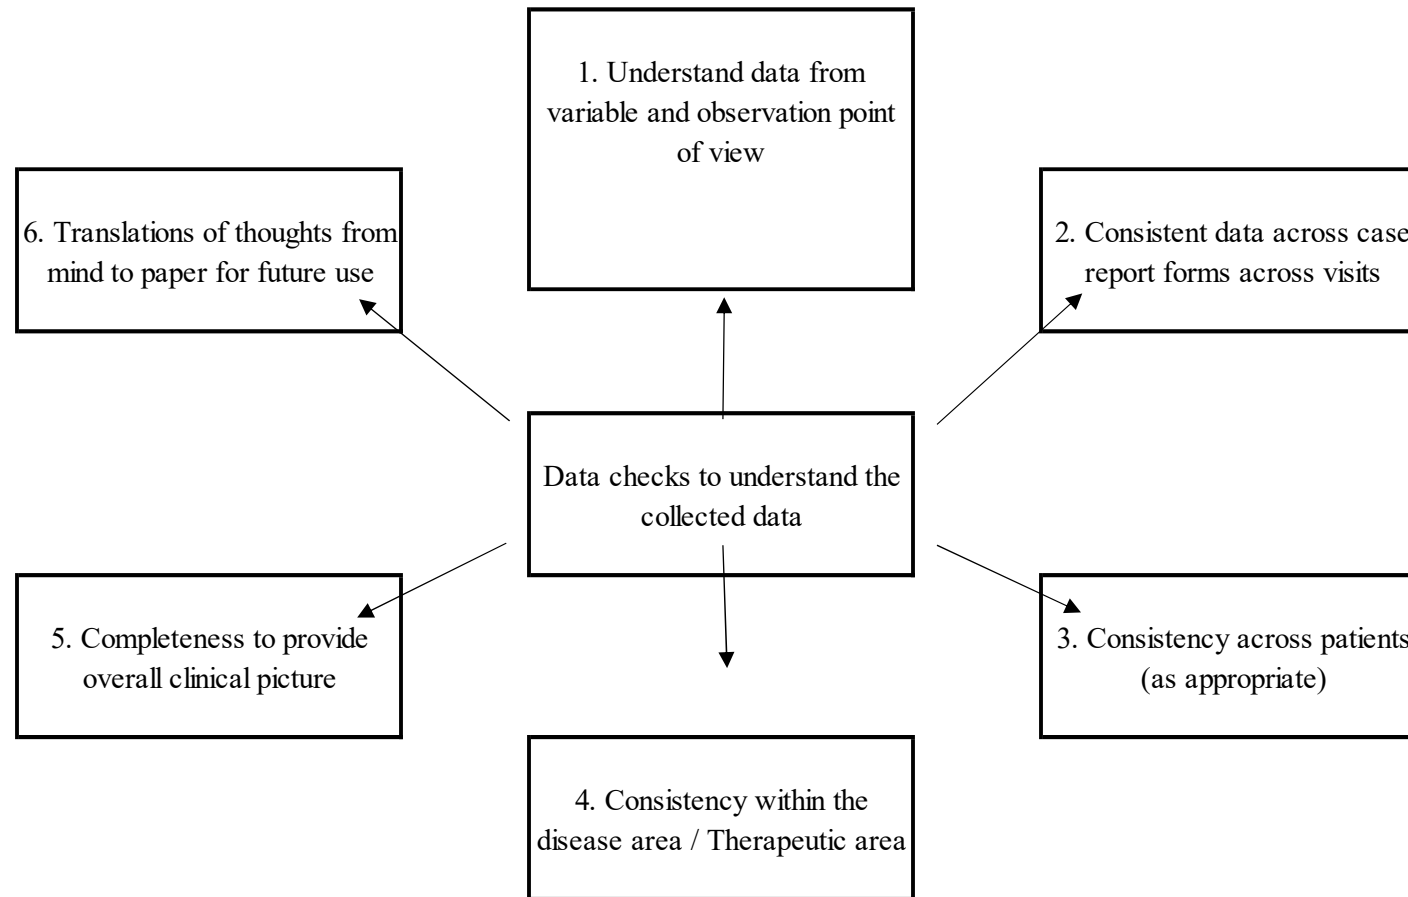 1. Understand data from
variable and observation point
of view
6. Translations of thoughts from
mind to paper for future use
2. Consistent data across case
report forms across visits
Data checks to understand the
collected data
5. Completeness to provide
overall clinical picture
3. Consistency across patients
(as appropriate)
4. Consistency within the
disease area / Therapeutic area